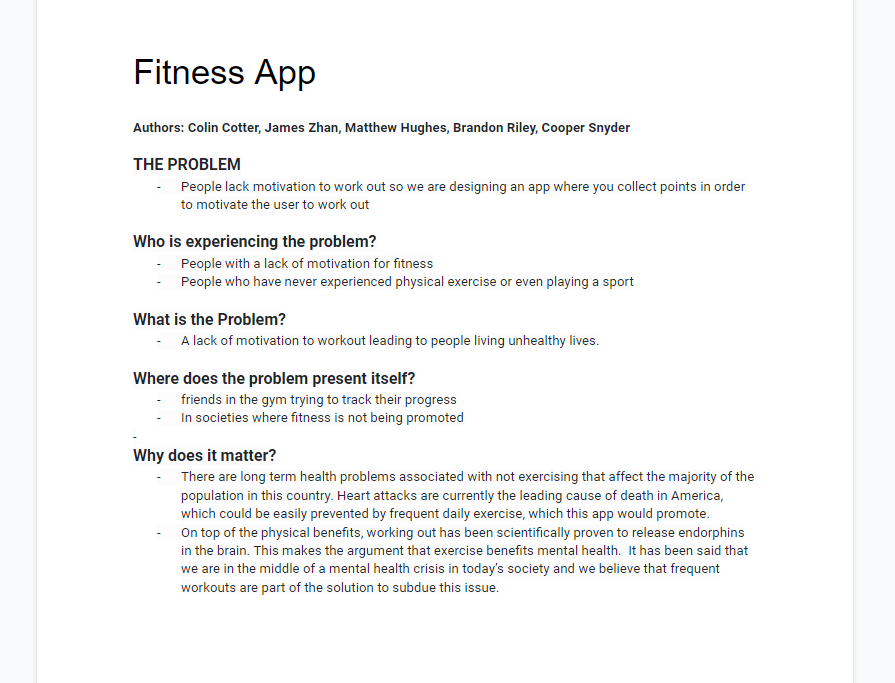 Fitness App
Authors: Colin Cotter, James Zhan, Matthew Hughes, Brandon Riley, Cooper Snyder
THE PROBLEM
- People lack motivation to work out so we are designing an app where you collect points in order
to motivate the user to work out
Who is experiencing the problem?
- People with a lack of motivation for fitness
- People who have never experienced physical exercise or even playing a sport
What is the Problem?
- A lack of motivation to workout leading to people living unhealthy lives.
Where does the problem present itself?
- friends in the gym trying to track their progress
- In societies where fitness is not being promoted
-
Why does it matter?
- There are long term health problems associated with not exercising that affect the majority of the
population in this country. Heart attacks are currently the leading cause of death in America,
which could be easily prevented by frequent daily exercise, which this app would promote.
- On top of the physical benefits, working out has been scientifically proven to release endorphins
in the brain. This makes the argument that exercise benefits mental health.  It has been said that
we are in the middle of a mental health crisis in today's society and we believe that frequent
workouts are part of the solution to subdue this issue.